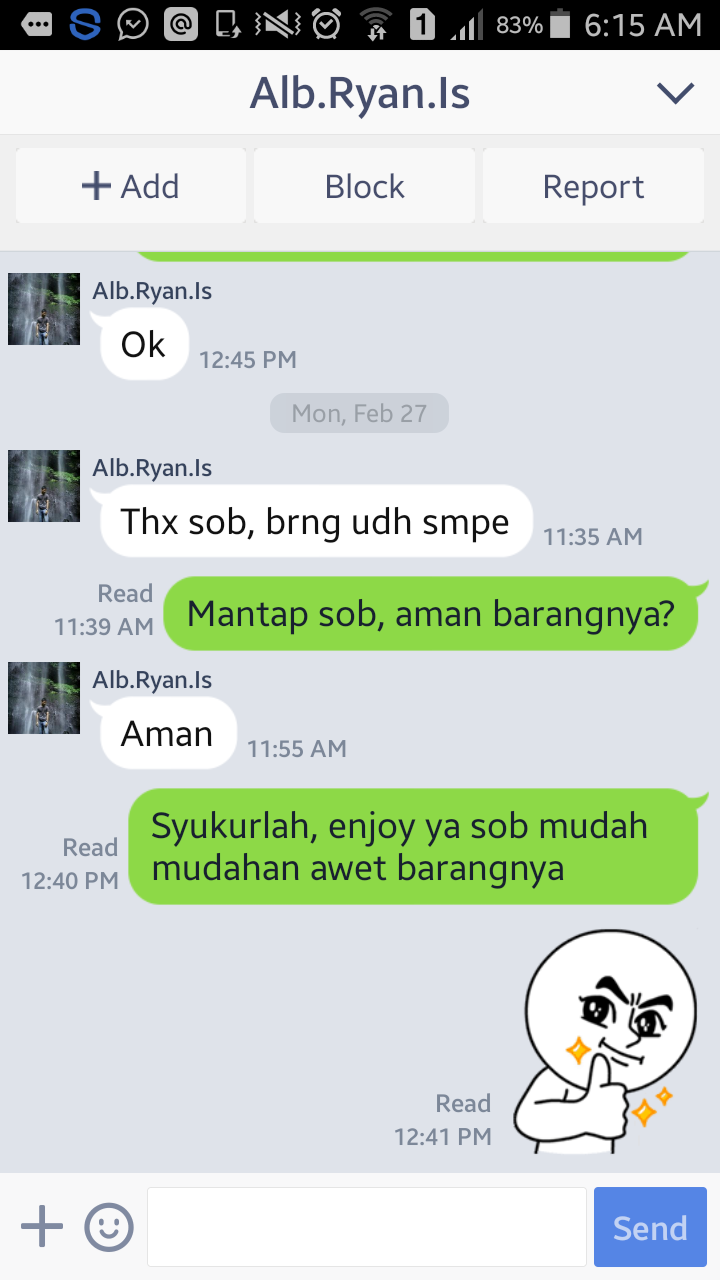 83% 6:15 AM
Alb.Ryan.Is
+ Add Block Report
Alb.Ryan.Is
Ok
12:45 PM
Mon, Feb 27
Alb.Ryan.Is
Thx sob, brng udh smpe
11:35 AM
Read
11:39 AM
Mantap sob, aman barangnya?
Alb.Ryan.Is
Aman
11:55 AM
Read
12:40 PM
Syukurlah, enjoy ya sob mudah
mudahan awet barangnya
Read
12:41 PM
Send